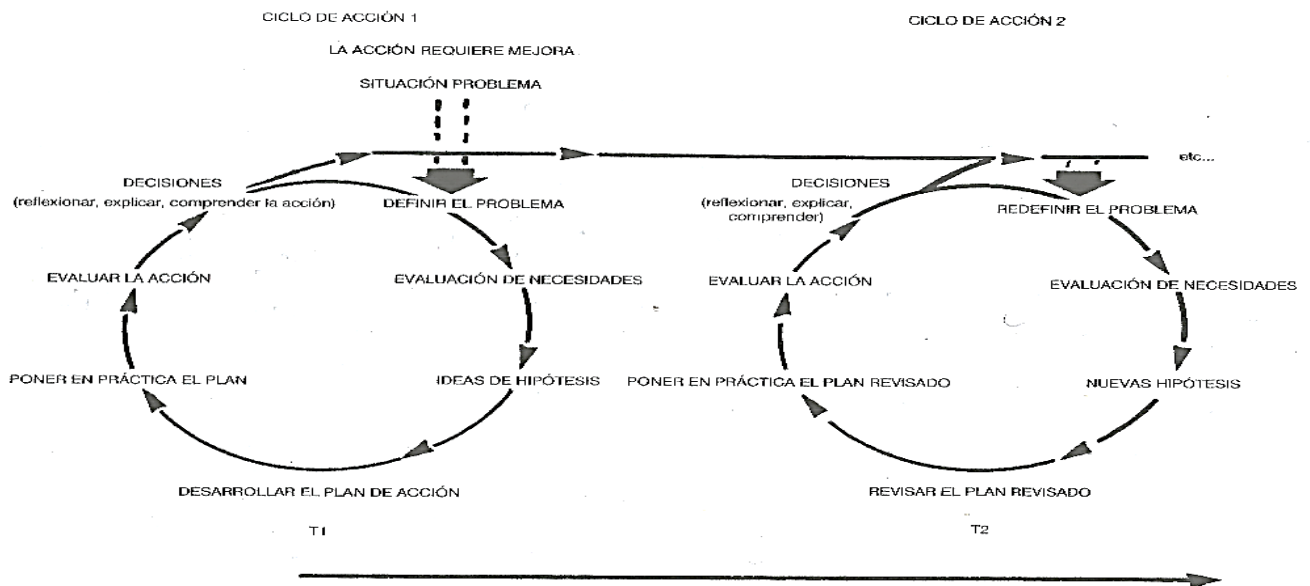 CICLO DE ACCIÓN 1
CICLO DE ACCIÓN 2
LA ACCIÓN REQUIERE MEJORA
SITUACIÓN PROBLEMA
etc...
DECISIONES
(reflexionar, explicar, comprender la acción)
DEFINIR EL PROBLEMA
EVALUACIÓN DE NECESIDADES
IDEAS DE HIPÓTESIS
DESARROLLAR EL PLAN DE ACCIÓN
PONER EN PRÁCTICA EL PLAN
EVALUAR LA ACCIÓN
T1
DECISIONES
(reflexionar, explicar,
comprender)
REDEFINIR EL PROBLEMA
EVALUACIÓN DE NECESIDADES
NUEVAS HIPÓTESIS
REVISAR EL PLAN REVISADO
PONER EN PRÁCTICA EL PLAN REVISADO
EVALUAR LA ACCIÓN
T2